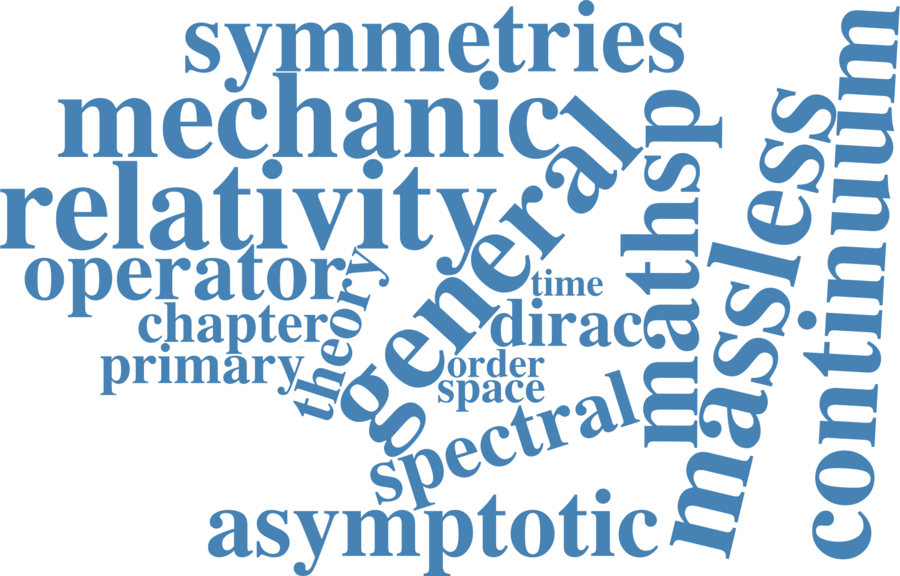 symmetries
mechanic
relativity
operator
chapter
primary
theory
general
time
dirac
order
space
spectral
asymptotic
mathsp
massless
continuum